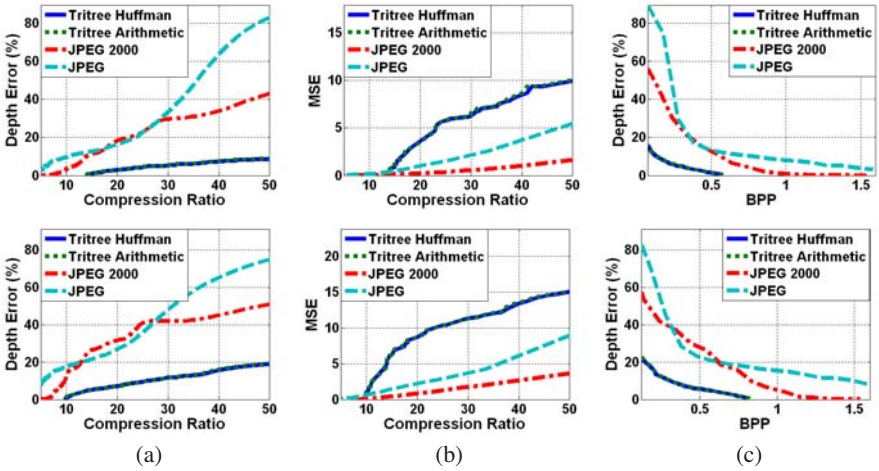 Depth Error (%)
80
60
40
20
0
10 20 30 40 50
Compression Ratio
Tritree Huffman
Tritree Arithmetic
JPEG 2000
JPEG
MSE
15
10
5
0
10 20 30 40 50
Compression Ratio
Tritree Huffman
Tritree Arithmetic
JPEG 2000
JPEG
Depth Error (%)
80
60
40
20
0
0.5 1 1.5
BPP
Tritree Huffman
Tritree Arithmetic
JPEG 2000
JPEG
Depth Error (%)
80
60
40
20
0
10 20 30 40 50
Compression Ratio
Tritree Huffman
Tritree Arithmetic
JPEG 2000
JPEG
MSE
20
15
10
5
0
10 20 30 40 50
Compression Ratio
Tritree Huffman
Tritree Arithmetic
JPEG 2000
JPEG
Depth Error (%)
80
60
40
20
0
0.5 1 1.5
BPP
Tritree Huffman
Tritree Arithmetic
JPEG 2000
JPEG
(a) (b) (c)